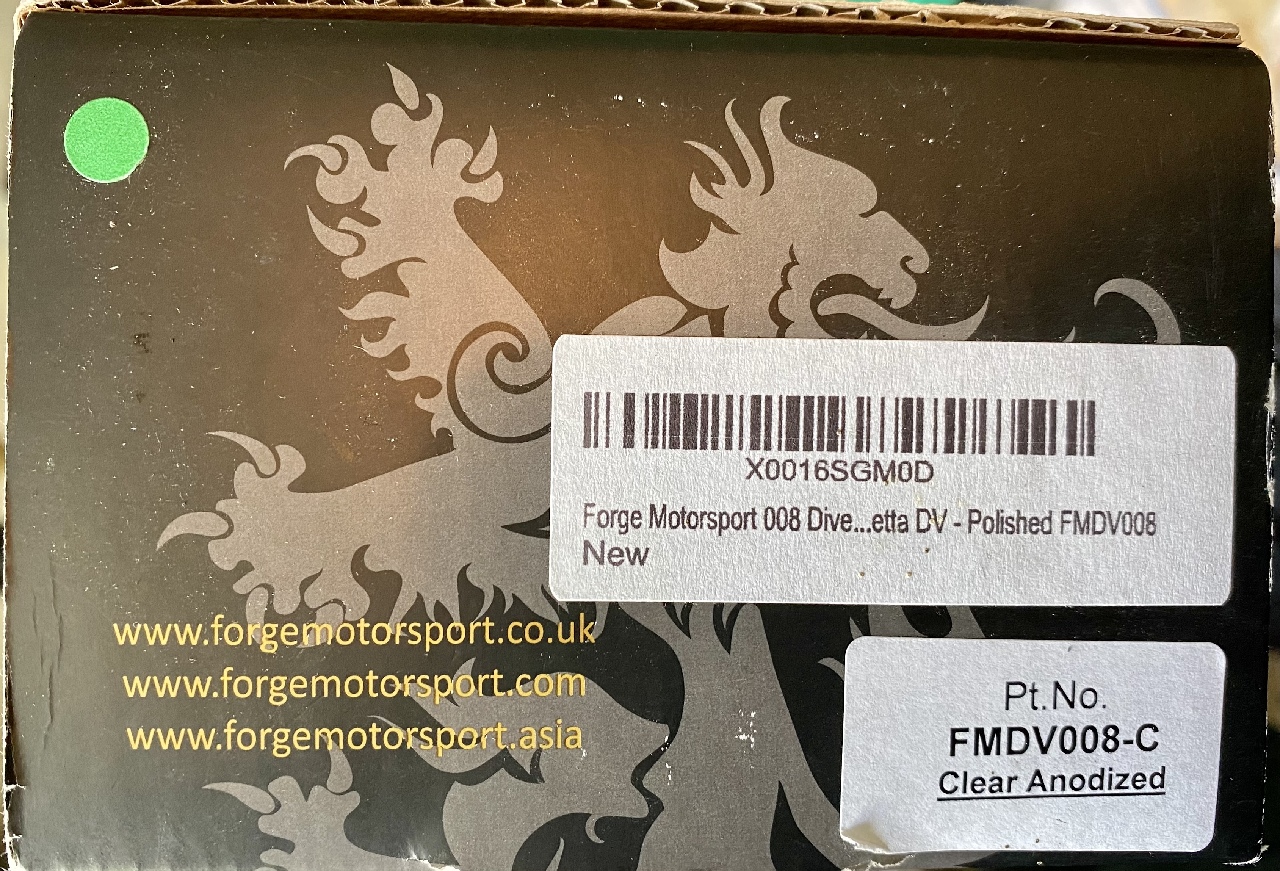 X0016SGM0D
Forge Motorsport 008 Dive...etta DV - Polished FMDV008
New
www.forgemotorsport.co.uk
www.forgemotorsport.com
www.forgemotorsport.asia
Pt.No.
FMDV008-C
Clear Anodized